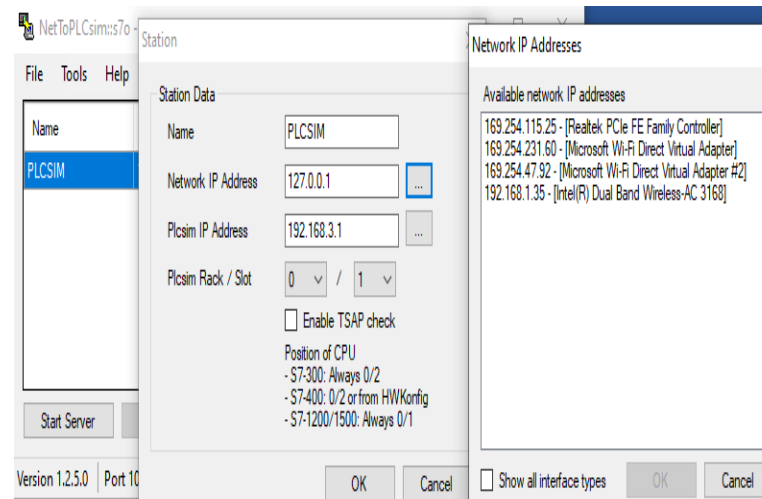 NetToPLCsim::s7o -
File Tools Help
Name
PLCSIM
Start Server
Version 1.2.5.0 Port 10
Station
Station Data
Name PLCSIM
Network IP Address 127.0.0.1 ...
Plcsim IP Address 192.168.3.1 ...
Plcsim Rack / Slot 0 / 1
Enable TSAP check
Position of CPU
- S7-300: Always 0/2
- S7-400: 0/2 or from HWKonfig
- S7-1200/1500: Always 0/1
OK Cancel
Network IP Addresses
Available network IP addresses
169.254.115.25 - [Realtek PCIe FE Family Controller]
169.254.231.60 - [Microsoft Wi-Fi Direct Virtual Adapter]
169.254.47.92 - [Microsoft Wi-Fi Direct Virtual Adapter #2]
192.168.1.35 - [Intel(R) Dual Band Wireless-AC 3168]
Show all interface types OK Cancel